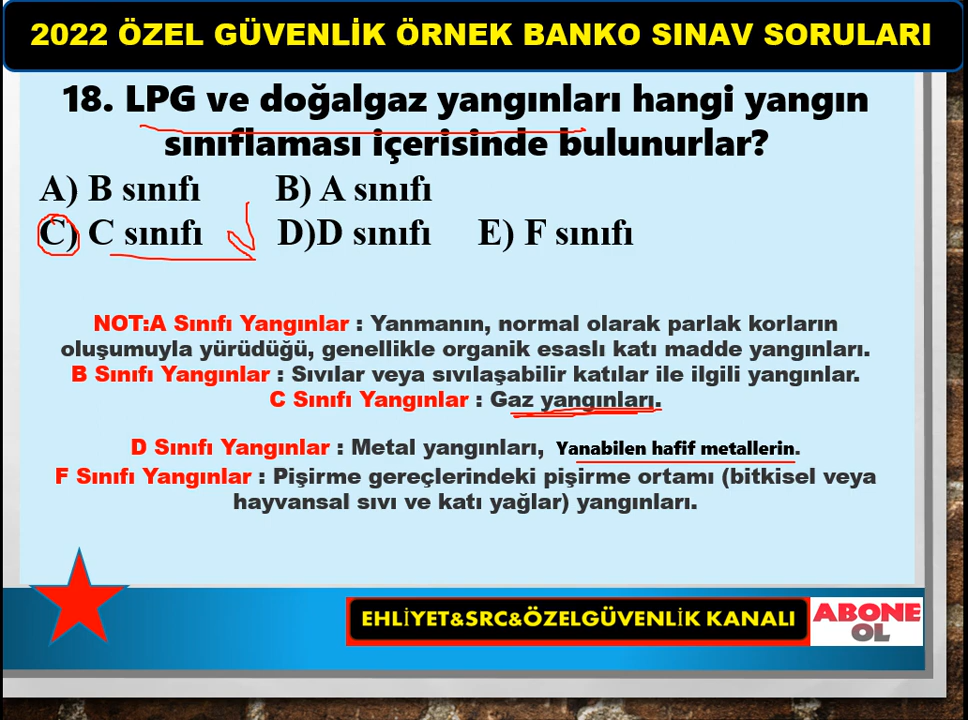 2022 ÖZEL GÜVENLİK ÖRNEK BANKO SINAV SORULARI
18. LPG ve doğalgaz yangınları hangi yangın
sınıflaması içerisinde bulunurlar?
A) B sınıfı B) A sınıfı
C) C sınıfı D)D sınıfı E) F sınıfı
NOT:A Sınıfı Yangınlar : Yanmanın, normal olarak parlak korların
oluşumuyla yürüdüğü, genellikle organik esaslı katı madde yangınları.
B Sınıfı Yangınlar : Sıvılar veya sıvılaşabilir katılar ile ilgili yangınlar.
C Sınıfı Yangınlar : Gaz yangınları.
D Sınıfı Yangınlar : Metal yangınları, Yanabilen hafif metallerin.
F Sınıfı Yangınlar : Pişirme gereçlerindeki pişirme ortamı (bitkisel veya
hayvansal sıvı ve katı yağlar) yangınları.
EHLİYET&SRC&ÖZELGÜVENLİK KANALI
ABONE
OL